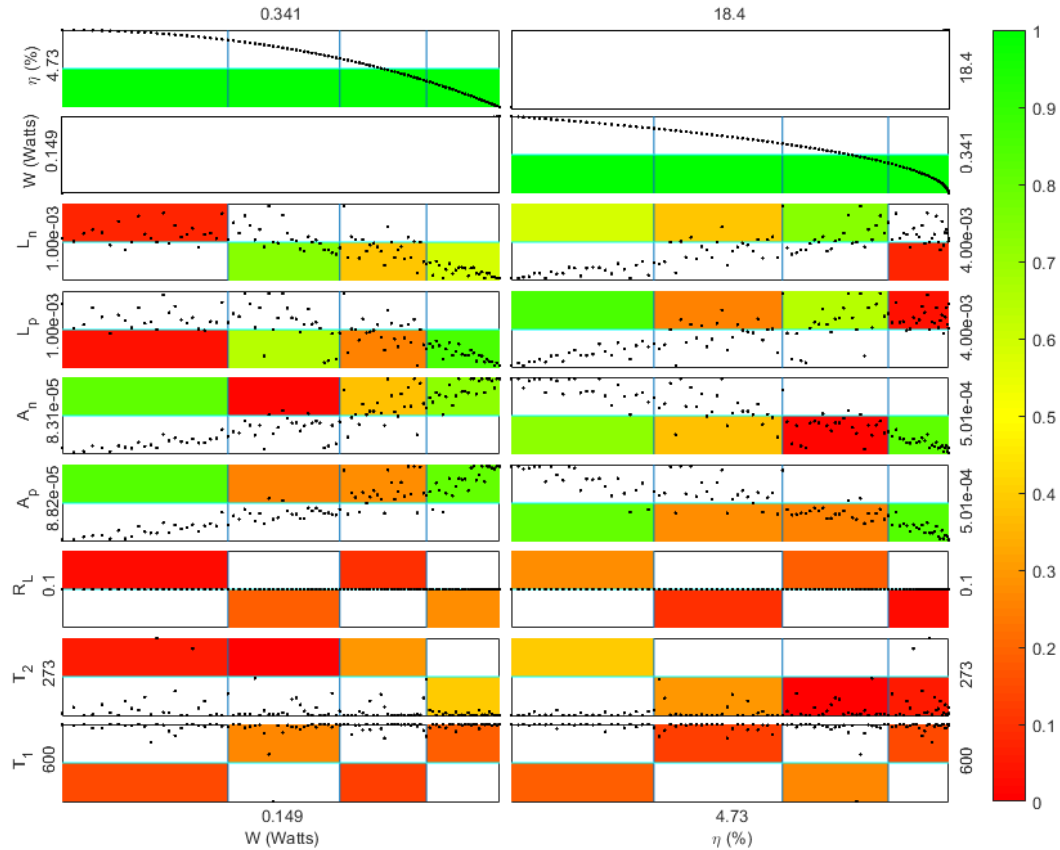 0.341 18.4
η (%)
4.73
18.4
W (Watts)
0.149
0.341
L_n
1.00e-03
4.00e-03
L_p
1.00e-03
4.00e-03
A_n
8.31e-05
5.01e-04
A_p
8.82e-05
5.01e-04
R_L
0.1
0.1
T_2
273
273
T_1
600
600
0.149 4.73
W (Watts) η (%)
1
0.9
0.8
0.7
0.6
0.5
0.4
0.3
0.2
0.1
0